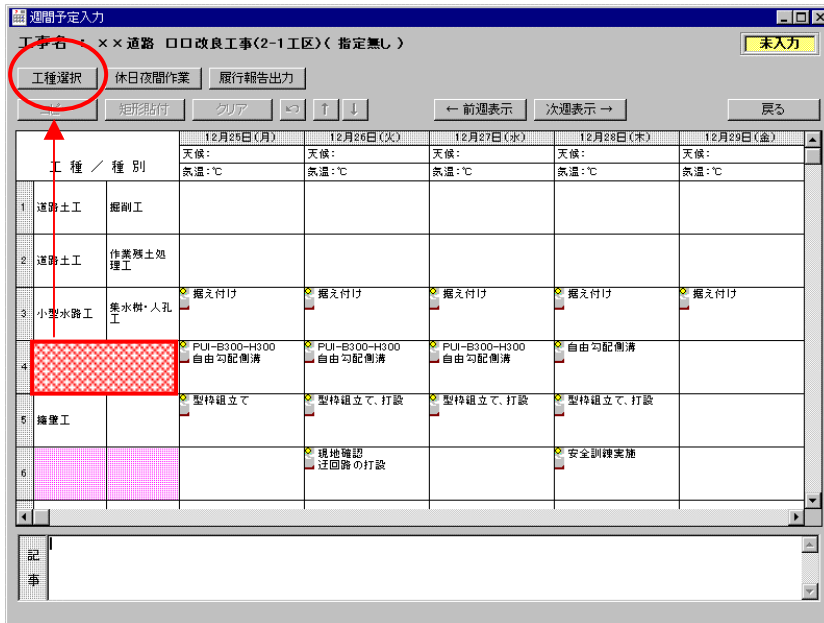 週間予定入力
工事名 : ××道路 ロロ改良工事(2-1工区)( 指定無し )
未入力
工種選択 休日夜間作業 履行報告出力
コピー 矩形貼付 クリア ↑ ↓ ← 前週表示 次週表示 → 戻る
工 種 / 種 別 12月25日(月) 12月26日(火) 12月27日(水) 12月28日(木) 12月29日(金)
天候: 天候: 天候: 天候: 天候:
気温:℃ 気温:℃ 気温:℃ 気温:℃ 気温:℃
1 道路土工 掘削工
2 道路土工 作業残土処
理工
3 小型水路工 集水桝・人孔
工 据え付け 据え付け 据え付け 据え付け 据え付け
4 PUI-B300-H300 PUI-B300-H300 PUI-B300-H300 自由勾配側溝
自由勾配側溝 自由勾配側溝 自由勾配側溝
5 擁壁工 型枠組立て 型枠組立て、打設 型枠組立て、打設 型枠組立て、打設
6 現地確認 安全訓練実施
迂回路の打設
記
事